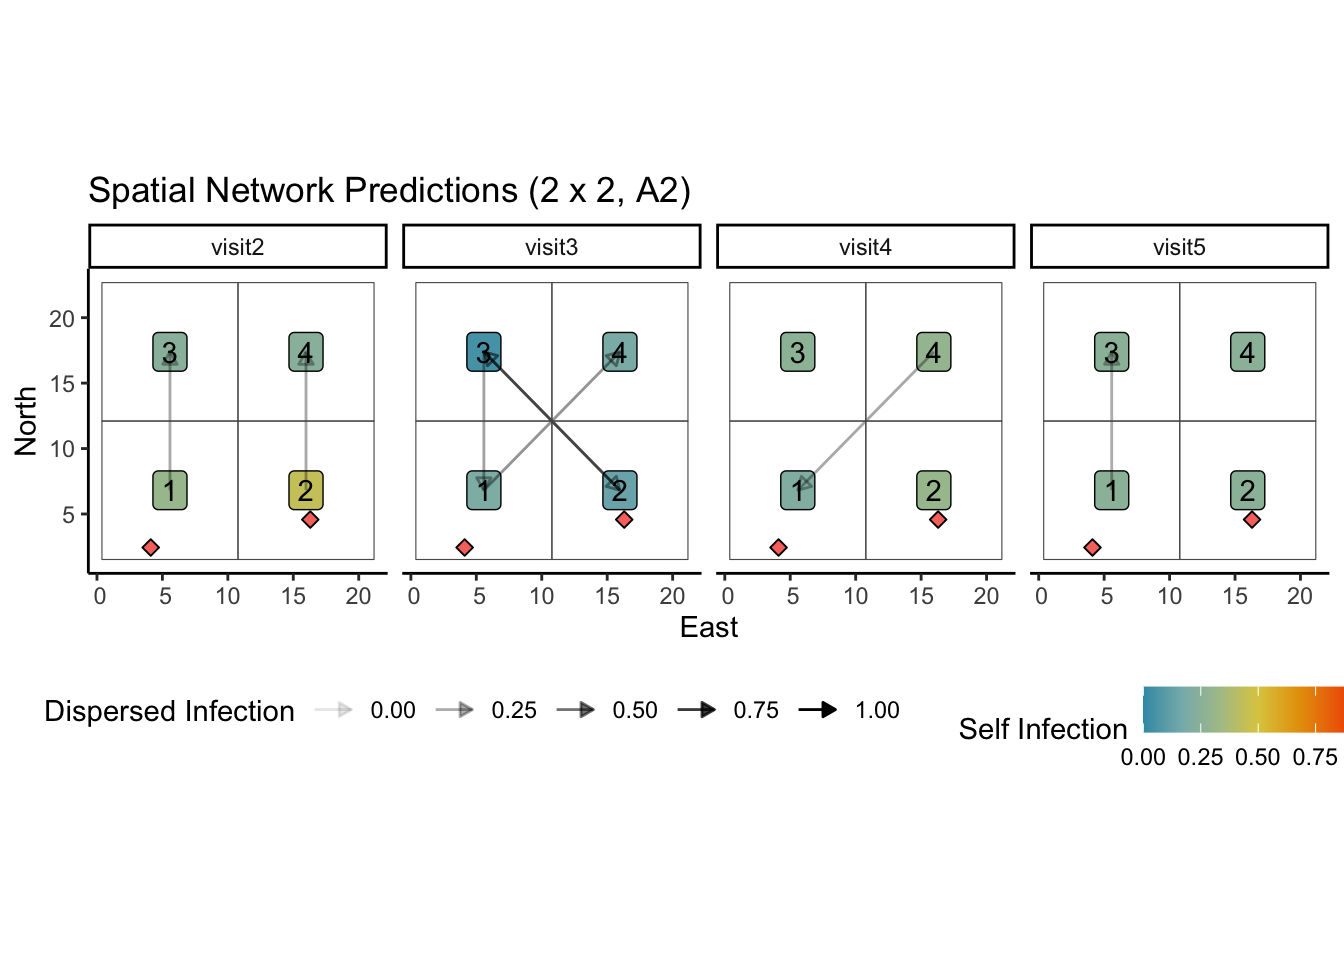 Spatial Network Predictions (2 x 2, A2)
visit2 visit3 visit4 visit5
20 3 4 3 4 3 4 3 4
15
10
5 1 2 1 2 1 2 1 2
North
0 5 10 15 20 0 5 10 15 20 0 5 10 15 20 0 5 10 15 20
East
Dispersed Infection 0.00 0.25 0.50 0.75 1.00
Self Infection 0.00 0.25 0.50 0.75